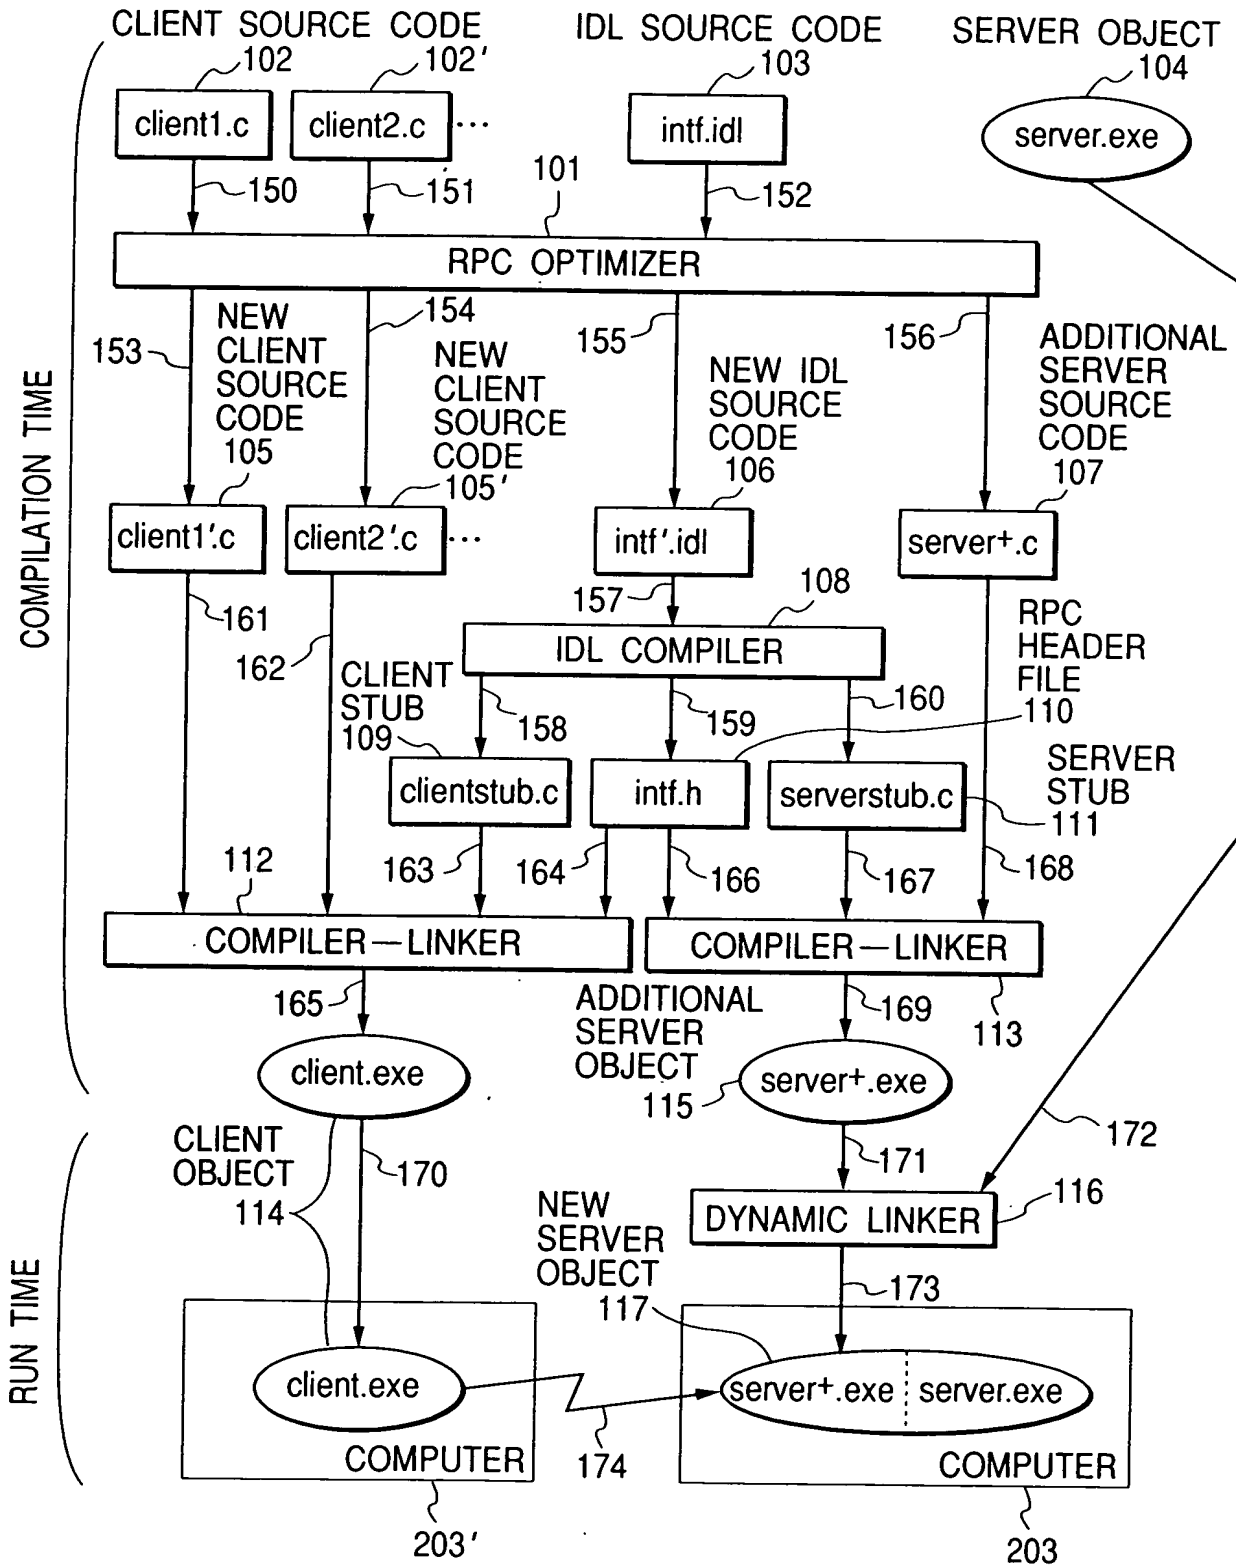 CLIENT SOURCE CODE
IDL SOURCE CODE
SERVER OBJECT
102
102'
103
104
client1.c
client2.c
...
intf.idl
server.exe
150
151
101
152
RPC OPTIMIZER
153
NEW
CLIENT
SOURCE
CODE
105
154
NEW
CLIENT
SOURCE
CODE
105'
155
NEW IDL
SOURCE
CODE
106
156
ADDITIONAL
SERVER
SOURCE
CODE
107
COMPILATION TIME
client1'.c
client2'.c
...
intf'.idl
server+.c
157
108
161
162
IDL COMPILER
RPC
HEADER
FILE
110
CLIENT
STUB
109
158
159
160
clientstub.c
intf.h
serverstub.c
SERVER
STUB
111
112
163
164
166
167
168
COMPILER—LINKER
COMPILER—LINKER
165
ADDITIONAL
SERVER
OBJECT
115
169
113
client.exe
server+.exe
CLIENT
OBJECT
114
170
171
172
DYNAMIC LINKER
116
NEW
SERVER
OBJECT
117
173
RUN TIME
client.exe
server+.exe
server.exe
COMPUTER
174
COMPUTER
203'
203